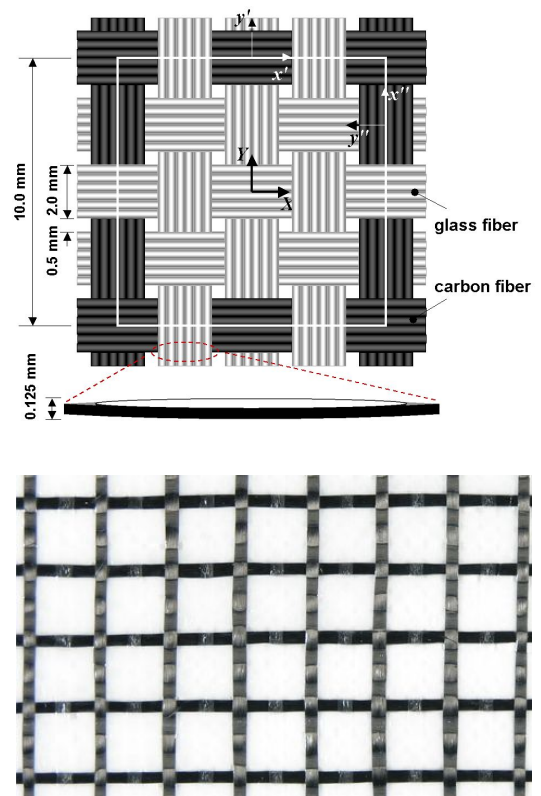 y'
x'
x''
y''
Y
X
10.0 mm
2.0 mm
0.5 mm
glass fiber
carbon fiber
0.125 mm